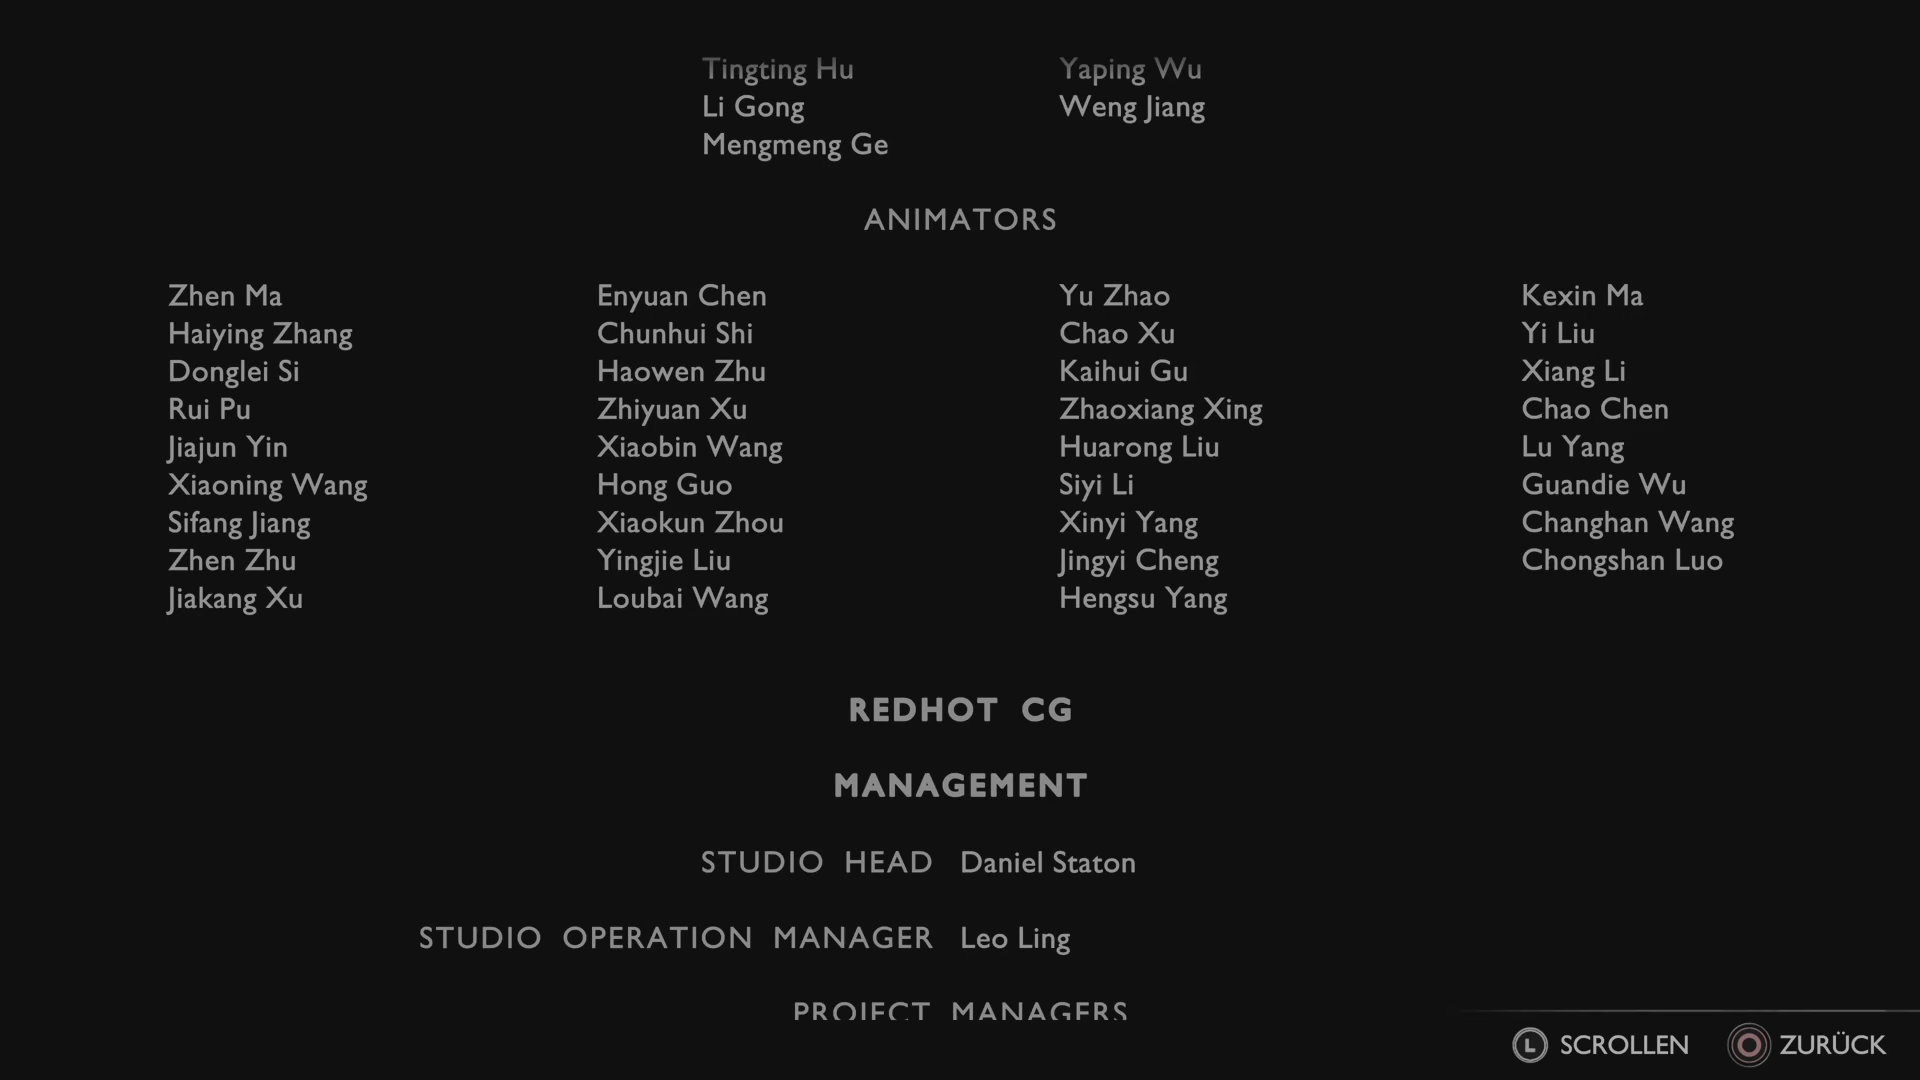 Tingting Hu Yaping Wu
Li Gong Weng Jiang
Mengmeng Ge
ANIMATORS
Zhen Ma Enyuan Chen Yu Zhao Kexin Ma
Haiying Zhang Chunhui Shi Chao Xu Yi Liu
Donglei Si Haowen Zhu Kaihui Gu Xiang Li
Rui Pu Zhiyuan Xu Zhaoxiang Xing Chao Chen
Jiajun Yin Xiaobin Wang Huarong Liu Lu Yang
Xiaoning Wang Hong Guo Siyi Li Guandie Wu
Sifang Jiang Xiaokun Zhou Xinyi Yang Changhan Wang
Zhen Zhu Yingjie Liu Jingyi Cheng Chongshan Luo
Jiakang Xu Loubai Wang Hengsu Yang
REDHOT CG
MANAGEMENT
STUDIO HEAD Daniel Staton
STUDIO OPERATION MANAGER Leo Ling
PROJECT MANAGERS
L SCROLLEN ZURÜCK